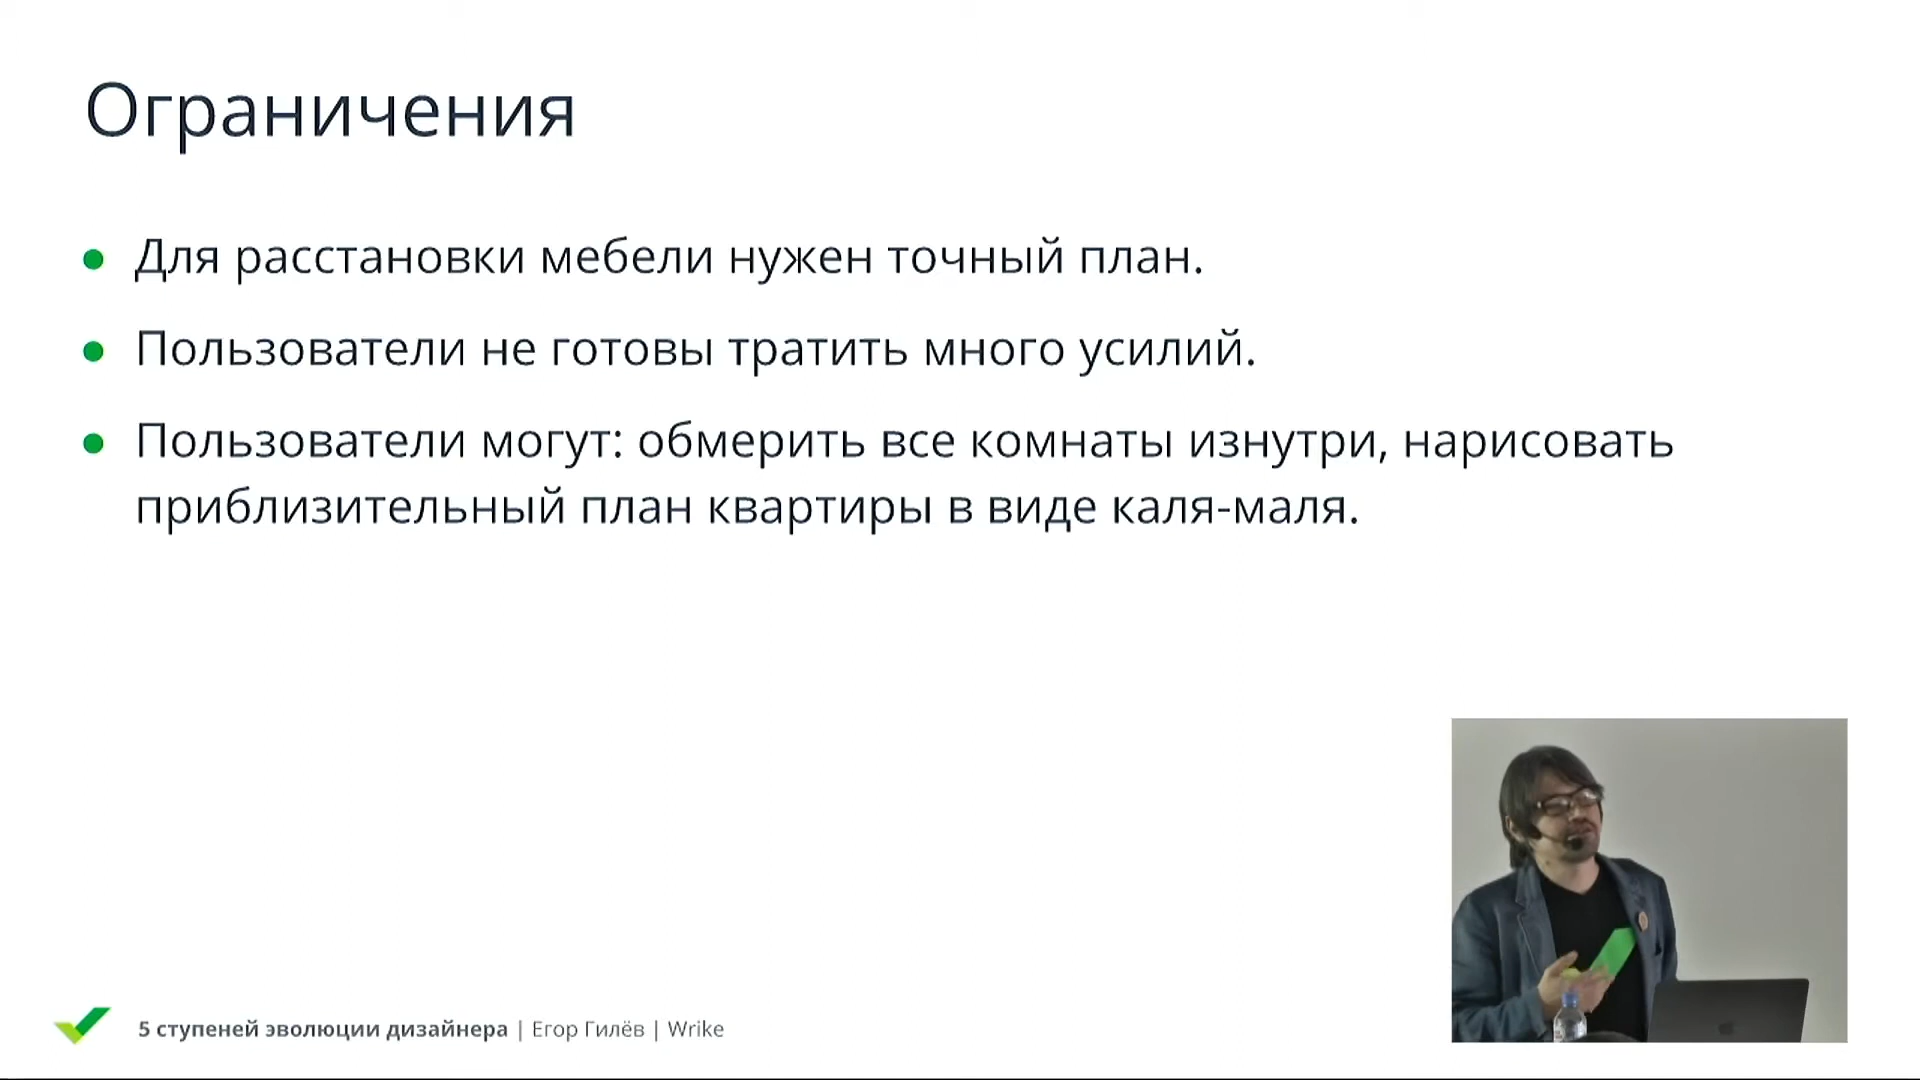 Ограничения
Для расстановки мебели нужен точный план.
Пользователи не готовы тратить много усилий.
Пользователи могут: обмерить все комнаты изнутри, нарисовать
приблизительный план квартиры в виде каля-маля.
5 ступеней эволюции дизайнера | Егор Гилёв | Wrike